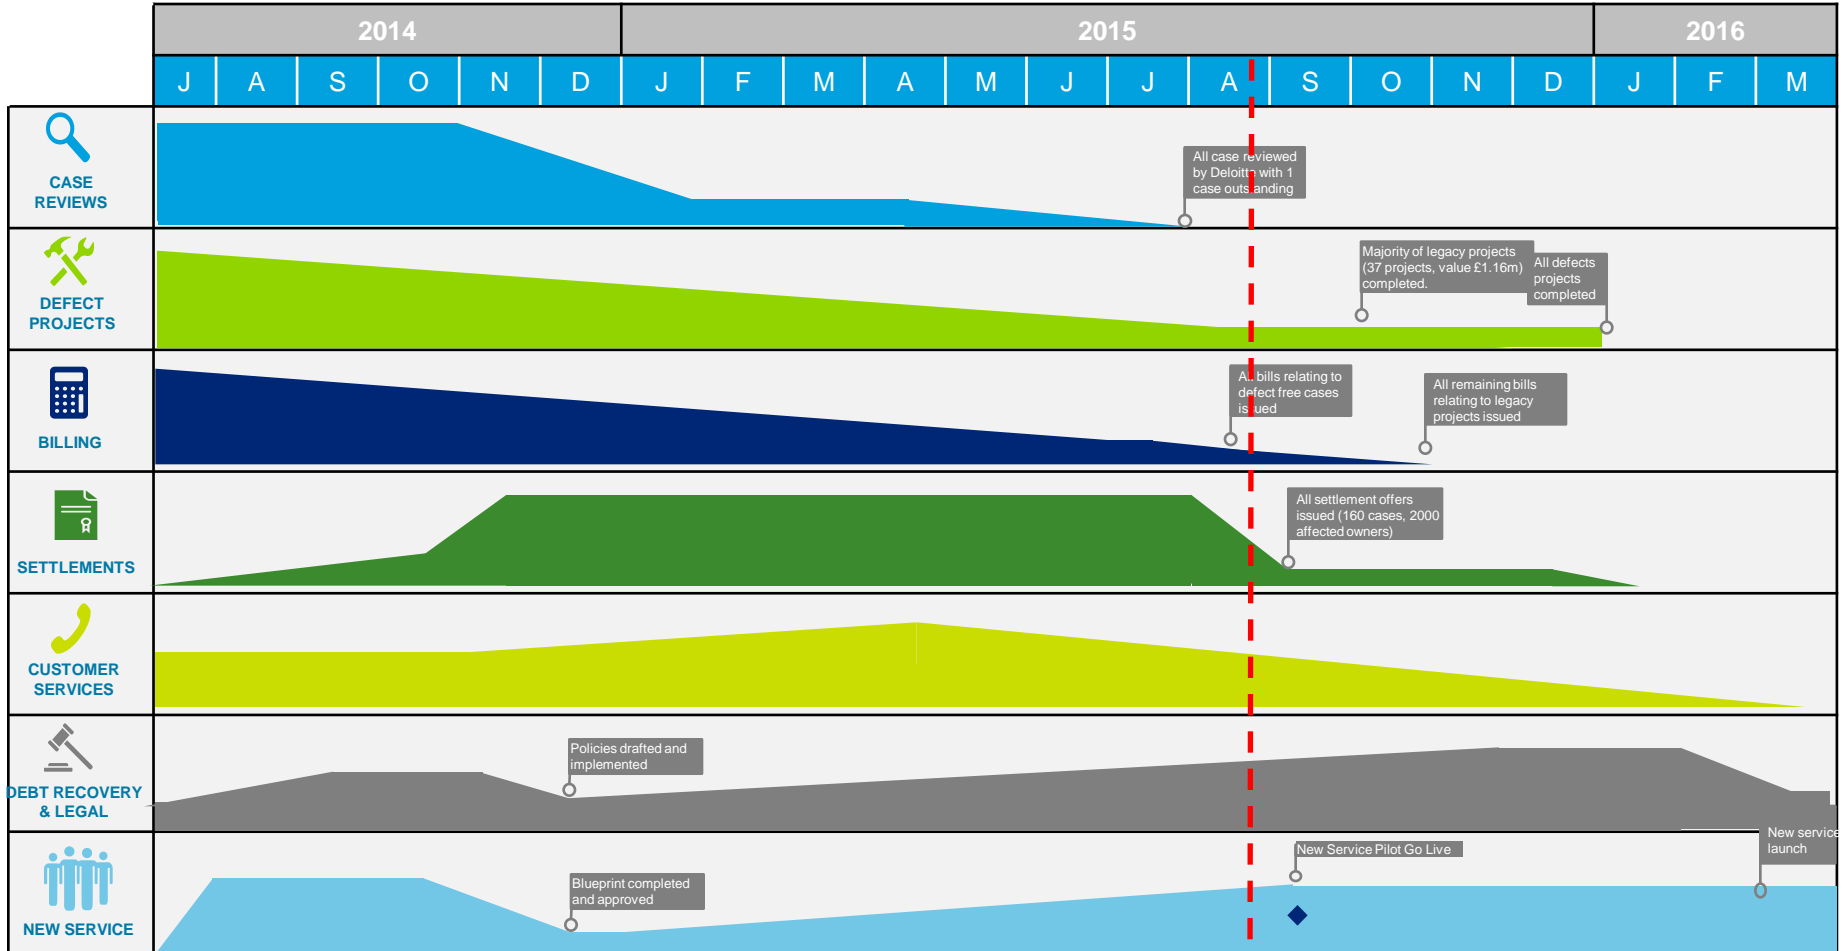 2014 2015 2016
J A S O N D J F M A M J J A S O N D J F M
CASE
REVIEWS
All case reviewed
by Deloitte with 1
case outstanding
DEFECT
PROJECTS
Majority of legacy projects
(37 projects, value £1.16m)
completed.
All defects
projects
completed
BILLING
All bills relating to
defect free cases
issued
All remaining bills
relating to legacy
projects issued
SETTLEMENTS
All settlement offers
issued (160 cases, 2000
affected owners)
CUSTOMER
SERVICES
DEBT RECOVERY
& LEGAL
Policies drafted and
implemented
NEW SERVICE
Blueprint completed
and approved
New Service Pilot Go Live
New service
launch